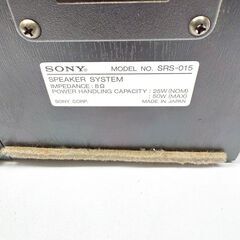 SONY MODEL NO. SRS-015
SPEAKER SYSTEM
IMPEDANCE : 8Ω
POWER HANDLING CAPACITY : 25W (NOM)
50W (MAX)
SONY CORP. MADE IN JAPAN